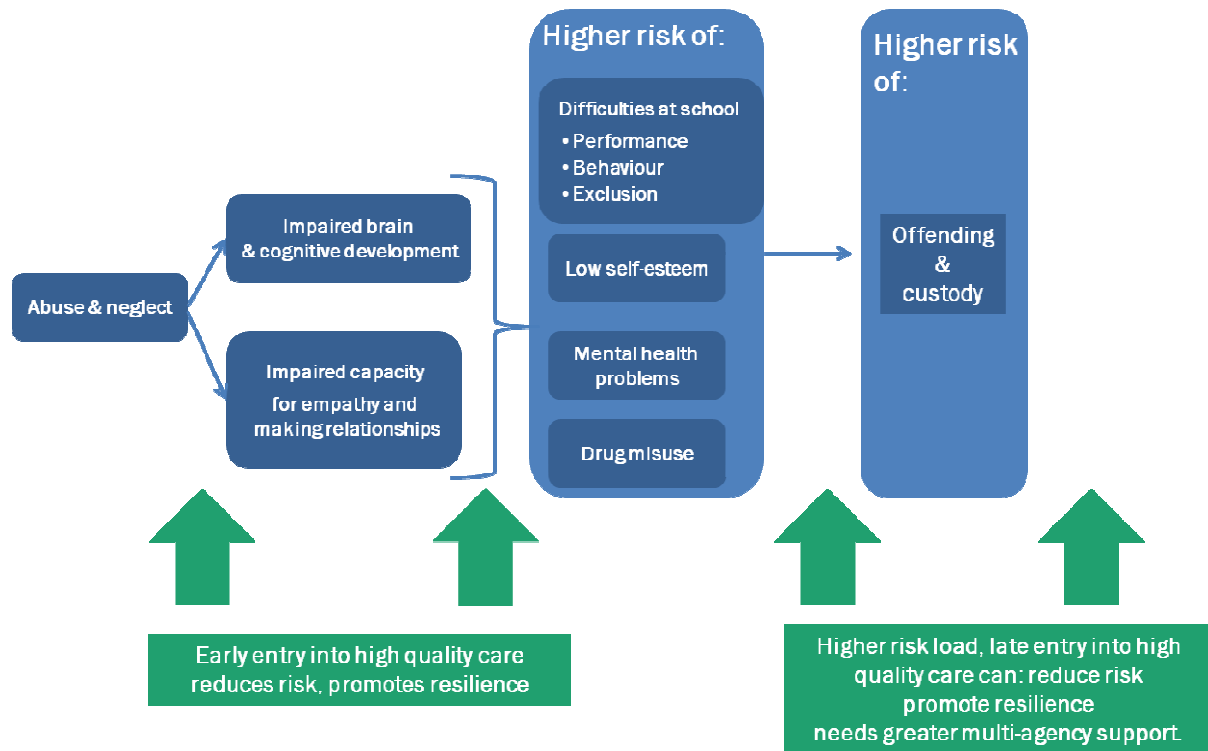 Abuse & neglect
Impaired brain
& cognitive development
Impaired capacity
for empathy and
making relationships
Higher risk of:
Difficulties at school
• Performance
• Behaviour
• Exclusion
Low self-esteem
Mental health
problems
Drug misuse
Higher risk
of:
Offending
&
custody
Early entry into high quality care
reduces risk, promotes resilience
Higher risk load, late entry into high
quality care can: reduce risk
promote resilience
needs greater multi-agency support.